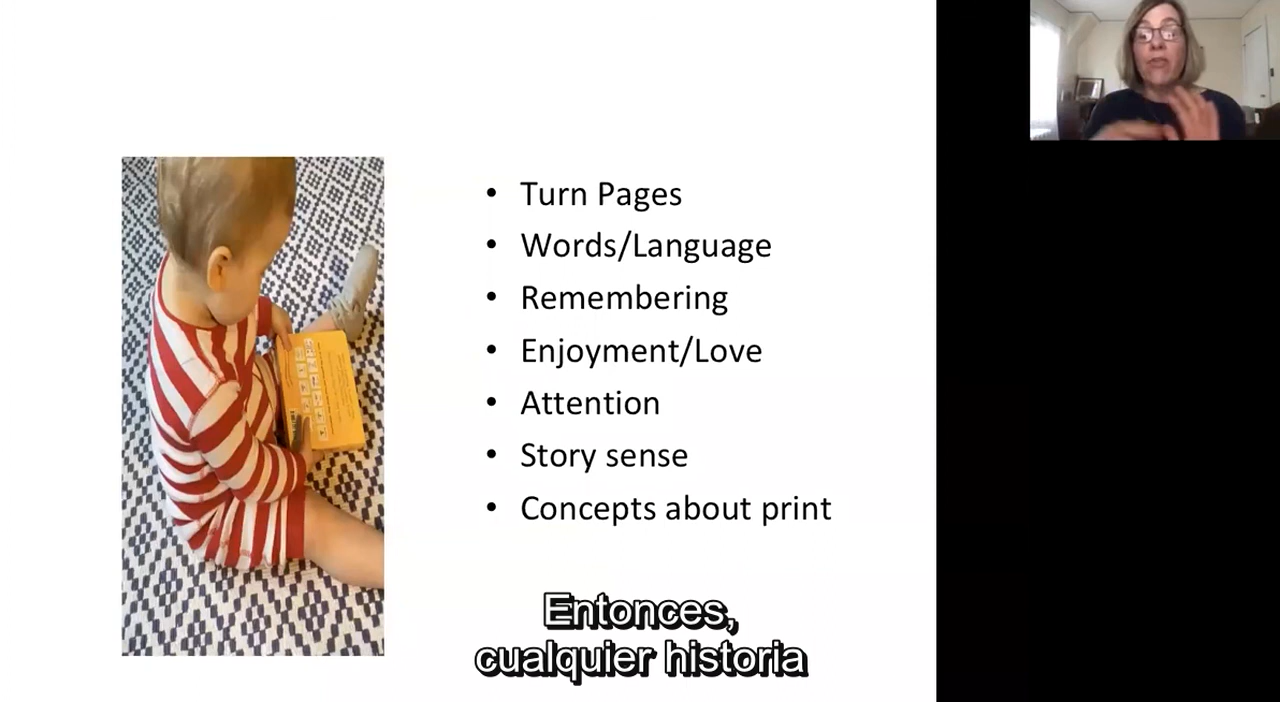 • Turn Pages
• Words/Language
• Remembering
• Enjoyment/Love
• Attention
• Story sense
• Concepts about print
Entonces,
cualquier historia